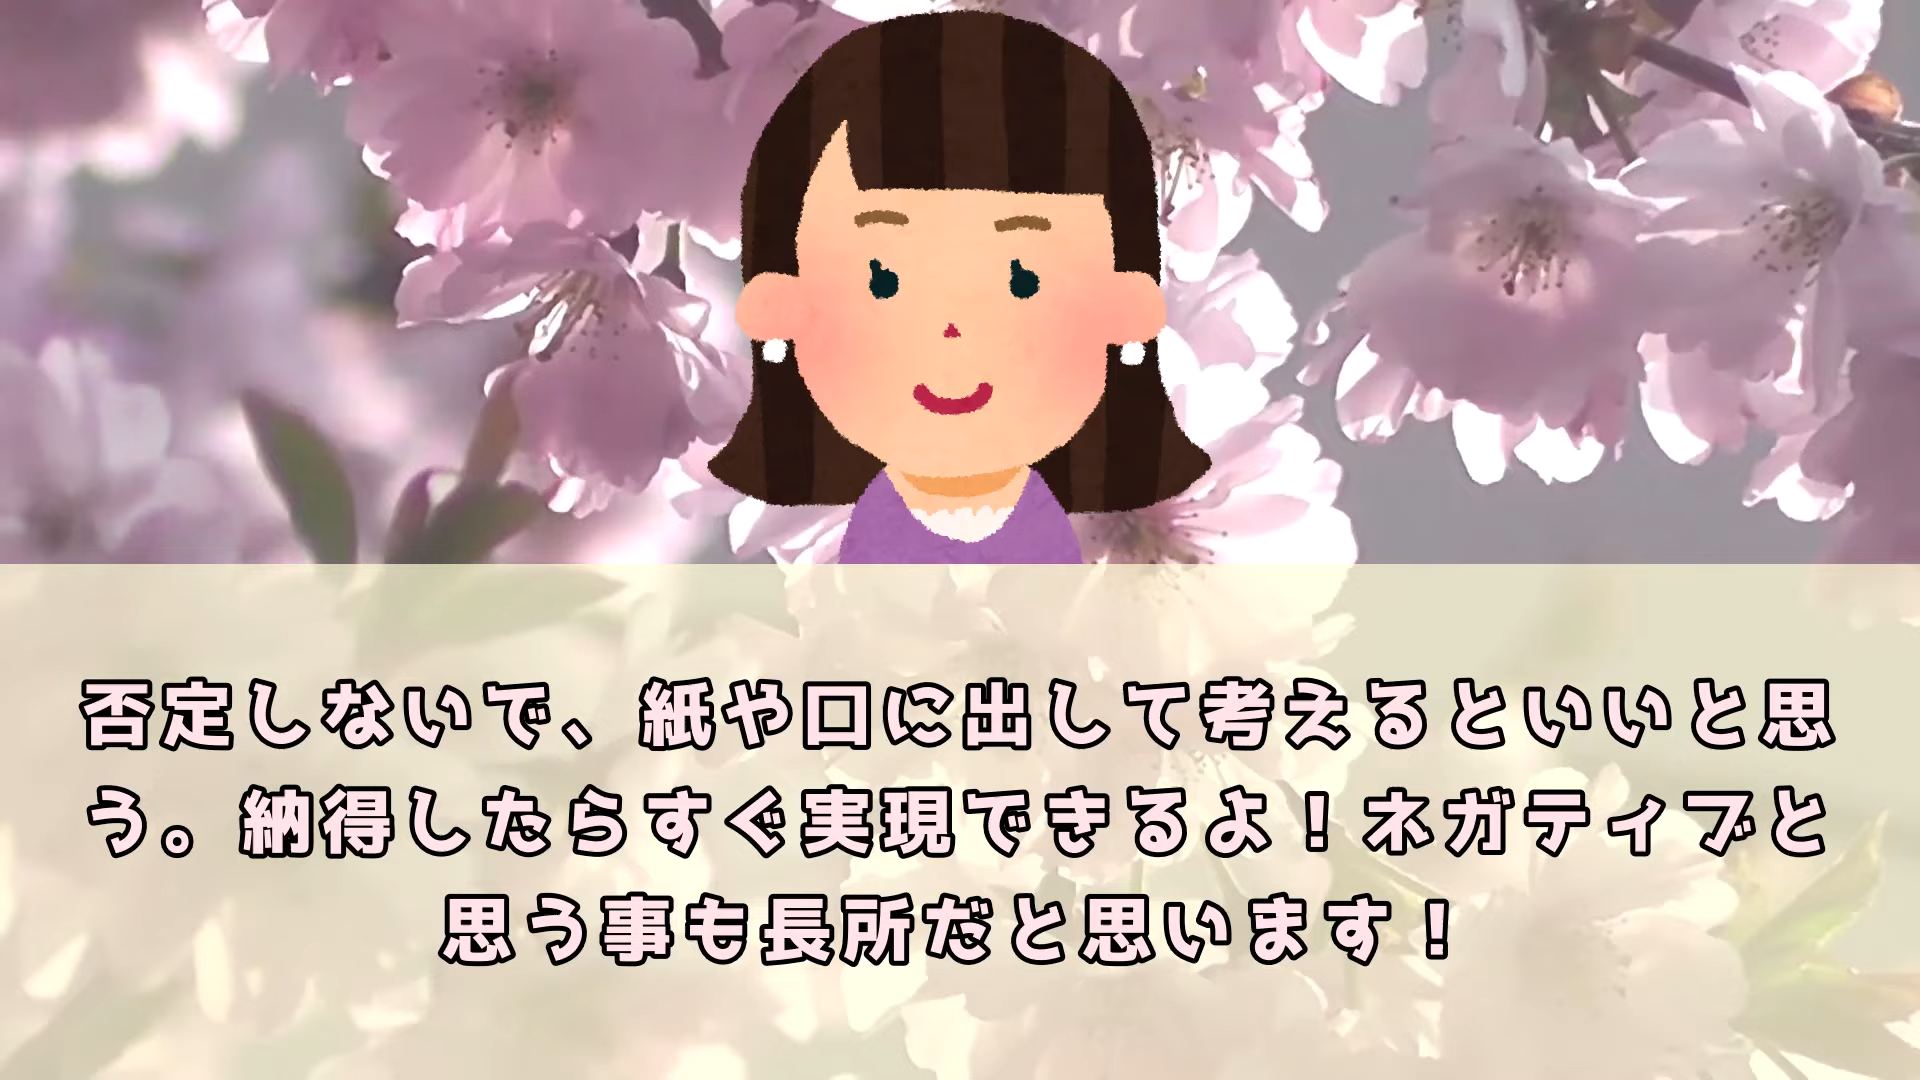 否定しないで、紙や口に出して考えるといいと思
う。納得したらすぐ実現できるよ！ネガティブと
思う事も長所だと思います！